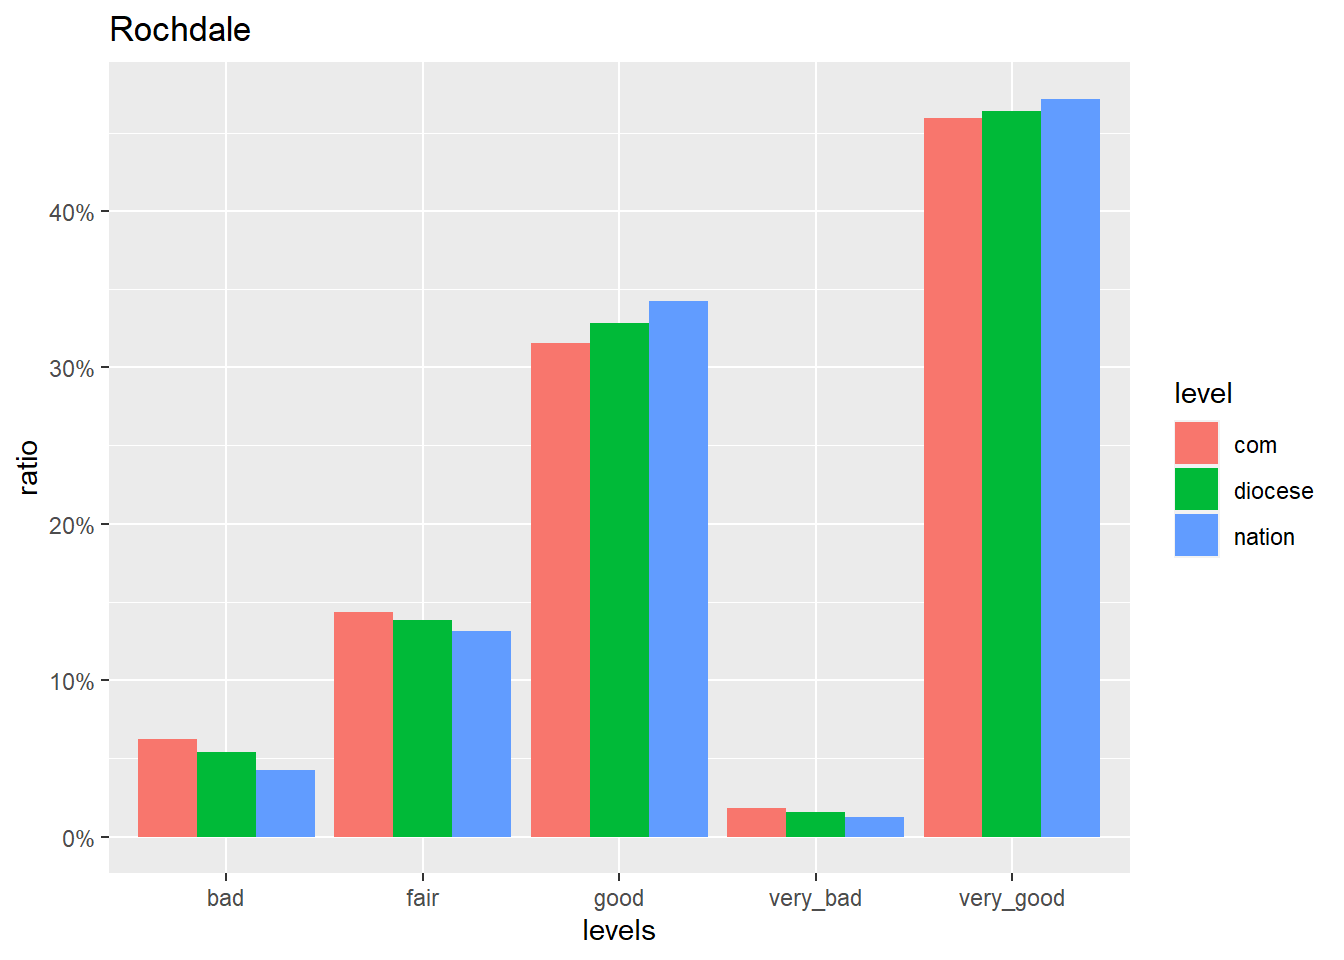 Rochdale
ratio
40%
30%
20%
10%
0%
bad fair good very_bad very_good
levels
level
com
diocese
nation